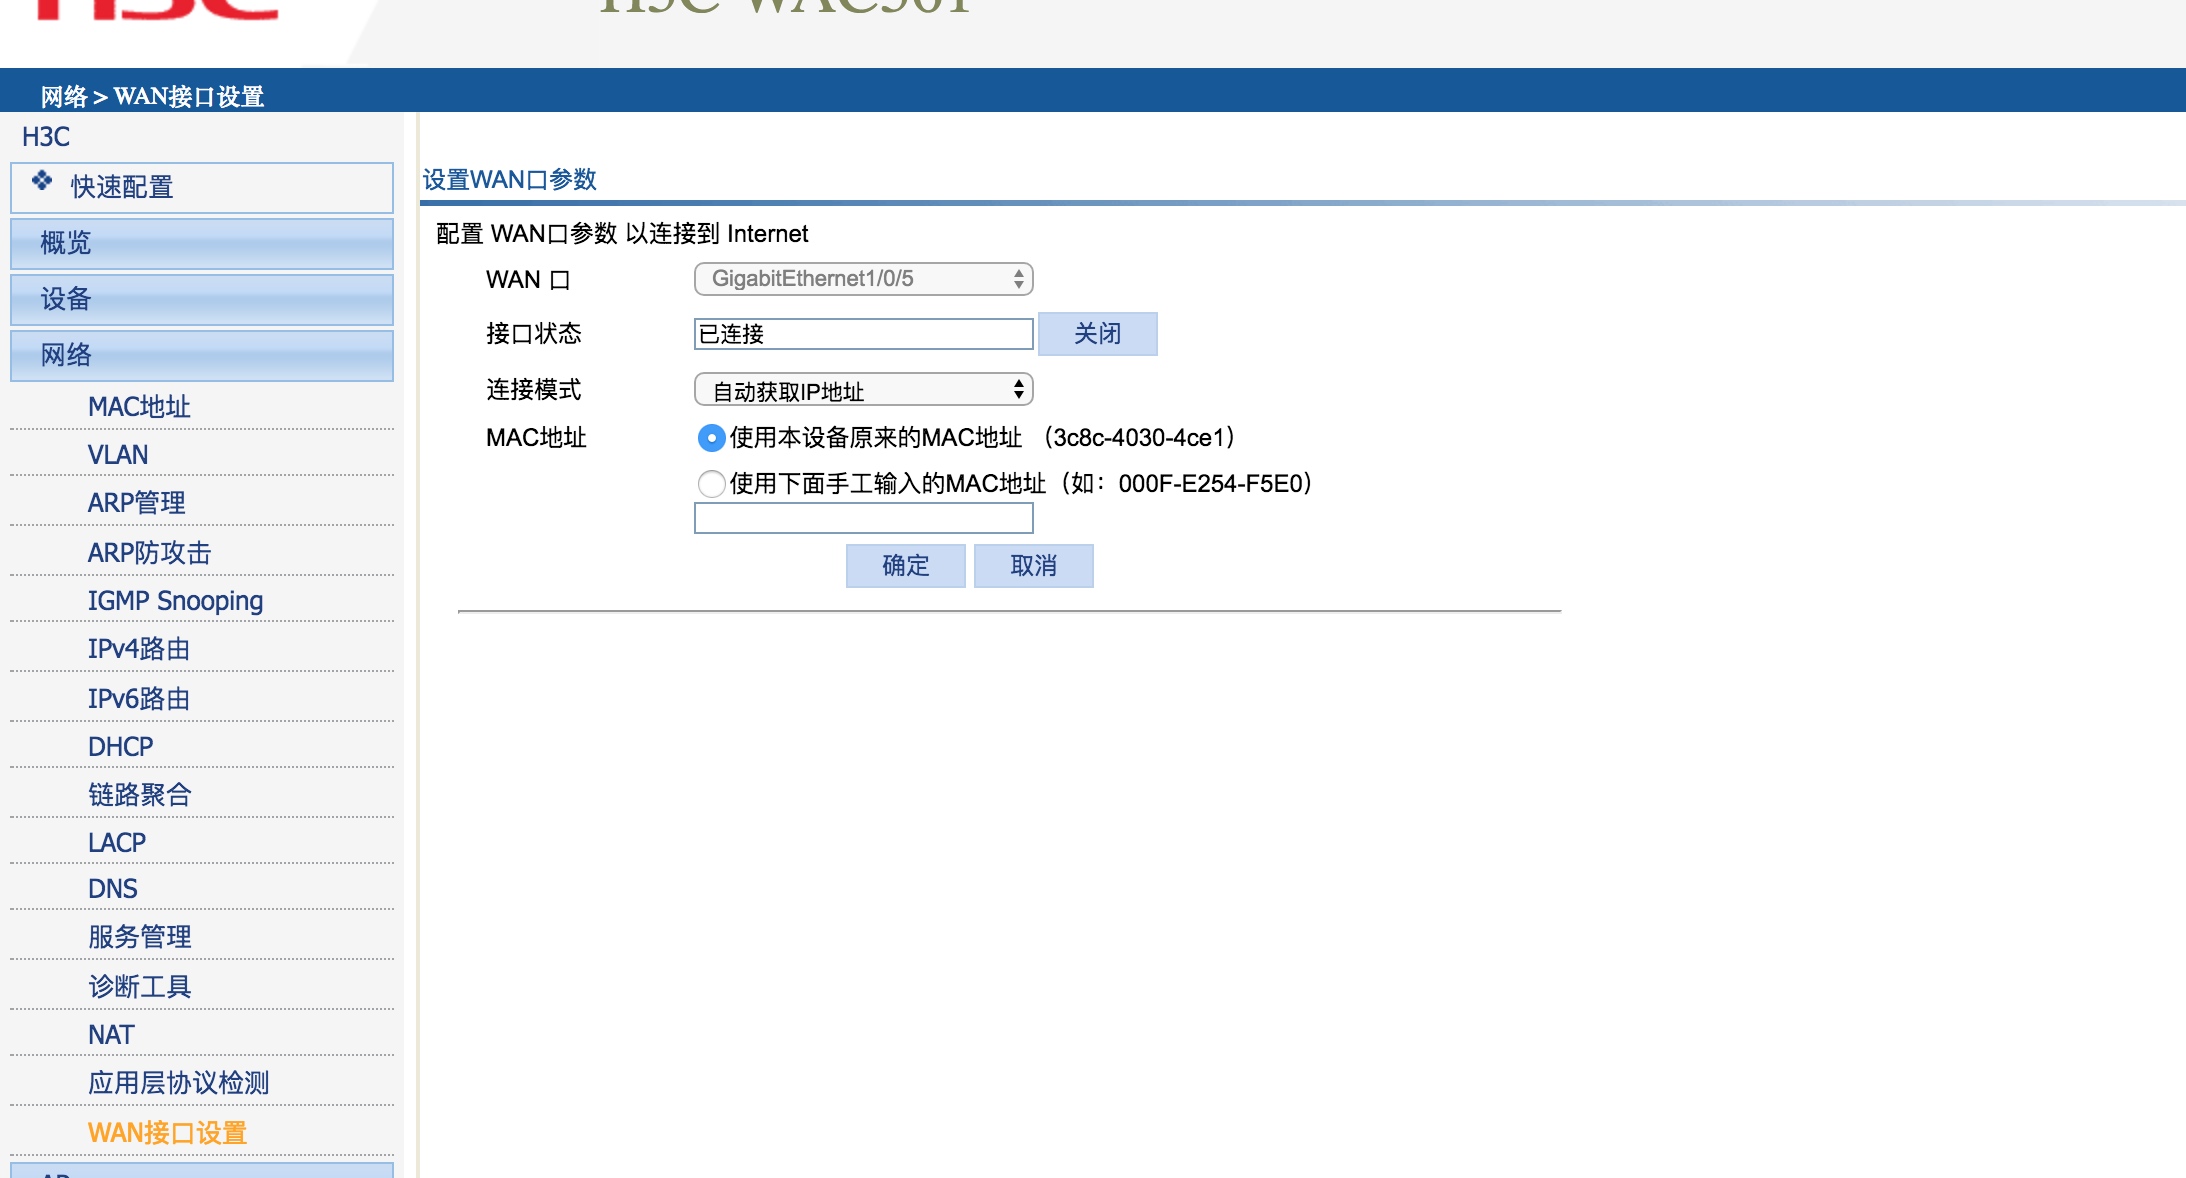 H3C
H3C WAC361
网络 > WAN接口设置
H3C
快速配置
概览
设备
网络
MAC地址
VLAN
ARP管理
ARP防攻击
IGMP Snooping
IPv4路由
IPv6路由
DHCP
链路聚合
LACP
DNS
服务管理
诊断工具
NAT
应用层协议检测
WAN接口设置
AP
设置WAN口参数
配置 WAN口参数 以连接到 Internet
WAN 口 GigabitEthernet1/0/5
接口状态 已连接 关闭
连接模式 自动获取IP地址
MAC地址 使用本设备原来的MAC地址 （3c8c-4030-4ce1）
使用下面手工输入的MAC地址（如：000F-E254-F5E0）
确定 取消